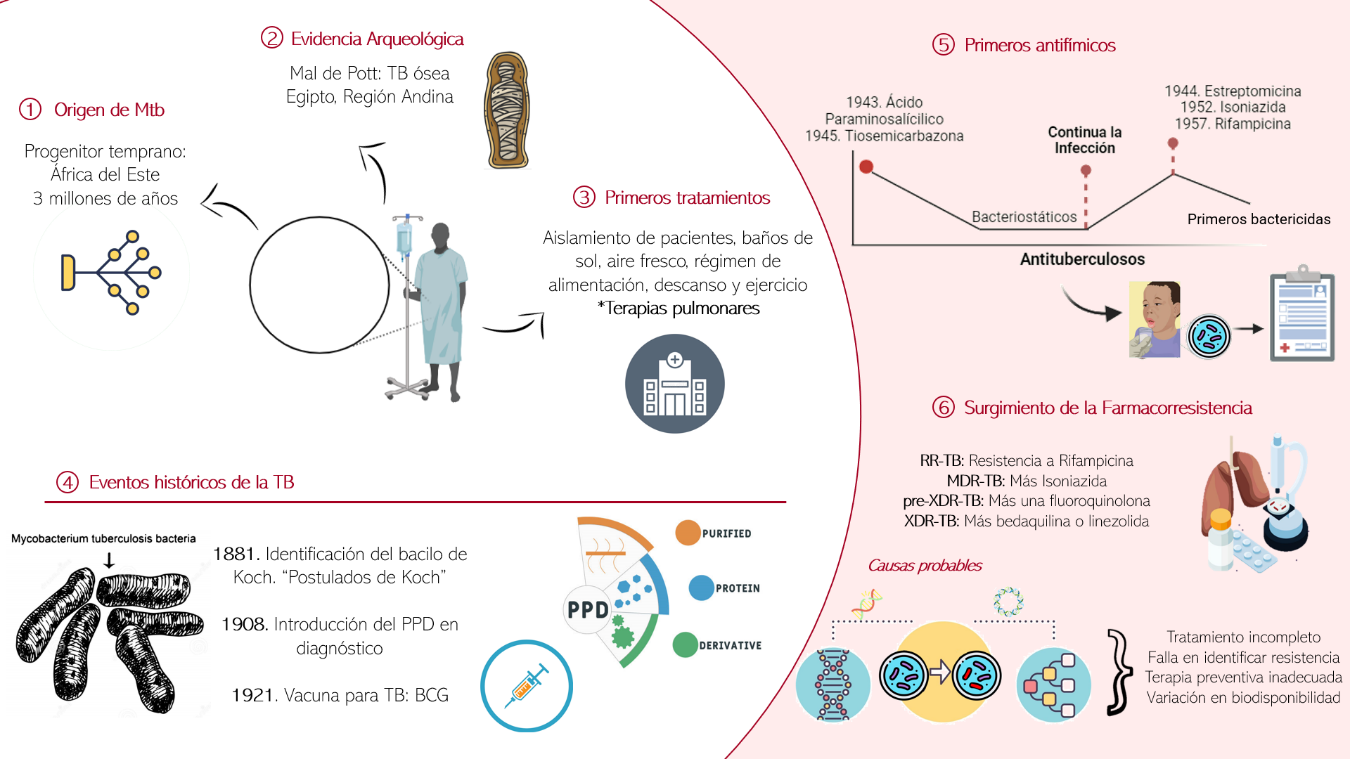 ① Origen de Mtb
Progenitor temprano:
África del Este
3 millones de años
② Evidencia Arqueológica
Mal de Pott: TB ósea
Egipto, Región Andina
③ Primeros tratamientos
Aislamiento de pacientes, baños de
sol, aire fresco, régimen de
alimentación, descanso y ejercicio
*Terapias pulmonares
④ Eventos históricos de la TB
Mycobacterium tuberculosis bacteria
1881. Identificación del bacilo de
Koch. “Postulados de Koch”
1908. Introducción del PPD en
diagnóstico
1921. Vacuna para TB: BCG
PPD
PURIFIED
PROTEIN
DERIVATIVE
⑤ Primeros antifímicos
1943. Ácido
Paraminosalícilico
1945. Tiosemicarbazona
Continua la
Infección
1944. Estreptomicina
1952. Isoniazida
1957. Rifampicina
Bacteriostáticos
Primeros bactericidas
Antituberculosos
⑥ Surgimiento de la Farmacorresistencia
RR-TB: Resistencia a Rifampicina
MDR-TB: Más Isoniazida
pre-XDR-TB: Más una fluoroquinolona
XDR-TB: Más bedaquilina o linezolida
Causas probables
Tratamiento incompleto
Falla en identificar resistencia
Terapia preventiva inadecuada
Variación en biodisponibilidad